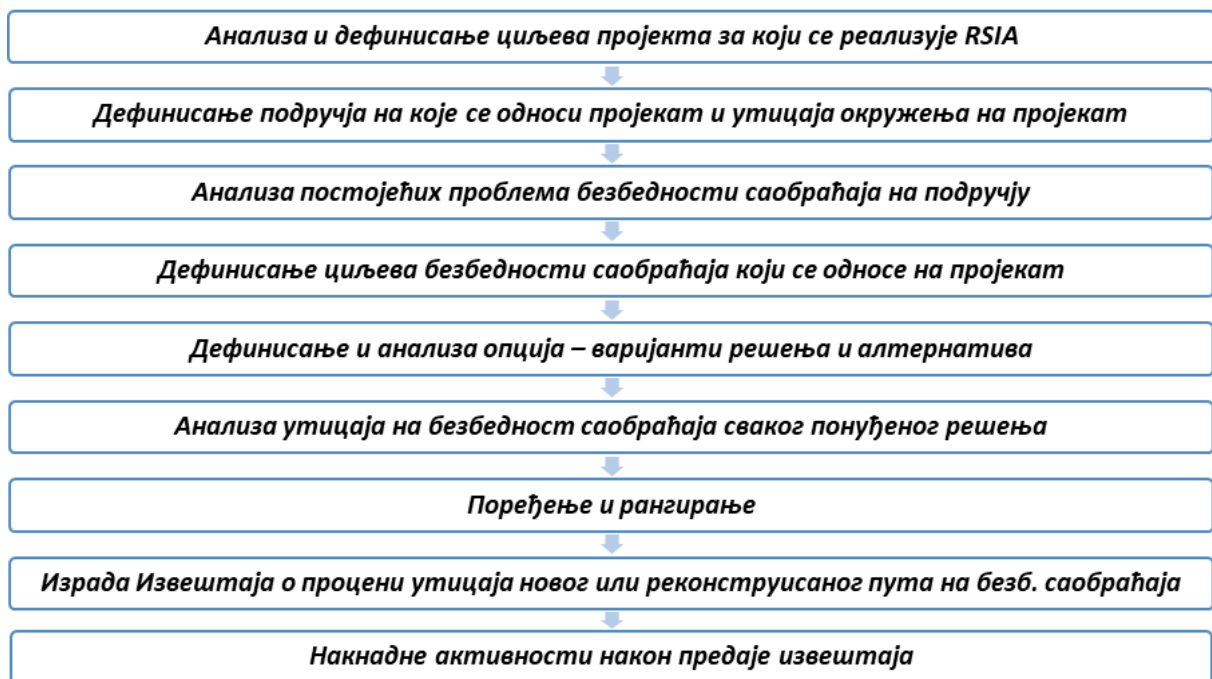 Анализа и дефинисање циљева пројекта за који се реализује RSIA
Дефинисање подручја на које се односи пројекат и утицаја окружења на пројекат
Анализа постојећих проблема безбедности саобраћаја на подручју
Дефинисање циљева безбедности саобраћаја који се односе на пројекат
Дефинисање и анализа опција – варијанти решења и алтернатива
Анализа утицаја на безбедност саобраћаја сваког понуђеног решења
Поређење и рангирање
Израда Извештаја о процени утицаја новог или реконструисаног пута на безб. саобраћаја
Накнадне активности након предаје извештаја